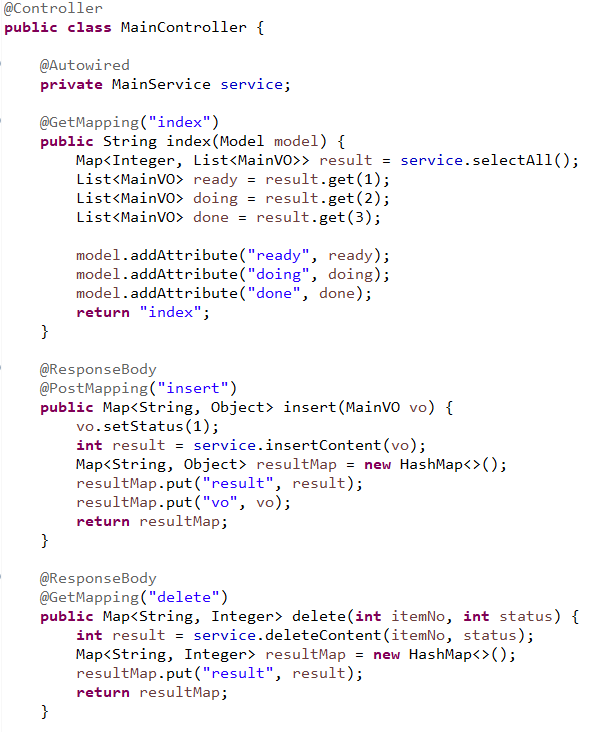 @Controller
public class MainController {
@Autowired
private MainService service;
@GetMapping("index")
public String index(Model model) {
Map<Integer, List<MainVO>> result = service.selectAll();
List<MainVO> ready = result.get(1);
List<MainVO> doing = result.get(2);
List<MainVO> done = result.get(3);
model.addAttribute("ready", ready);
model.addAttribute("doing", doing);
model.addAttribute("done", done);
return "index";
}
@ResponseBody
@PostMapping("insert")
public Map<String, Object> insert(MainVO vo) {
vo.setStatus(1);
int result = service.insertContent(vo);
Map<String, Object> resultMap = new HashMap<>();
resultMap.put("result", result);
resultMap.put("vo", vo);
return resultMap;
}
@ResponseBody
@GetMapping("delete")
public Map<String, Integer> delete(int itemNo, int status) {
int result = service.deleteContent(itemNo, status);
Map<String, Integer> resultMap = new HashMap<>();
resultMap.put("result", result);
return resultMap;
}